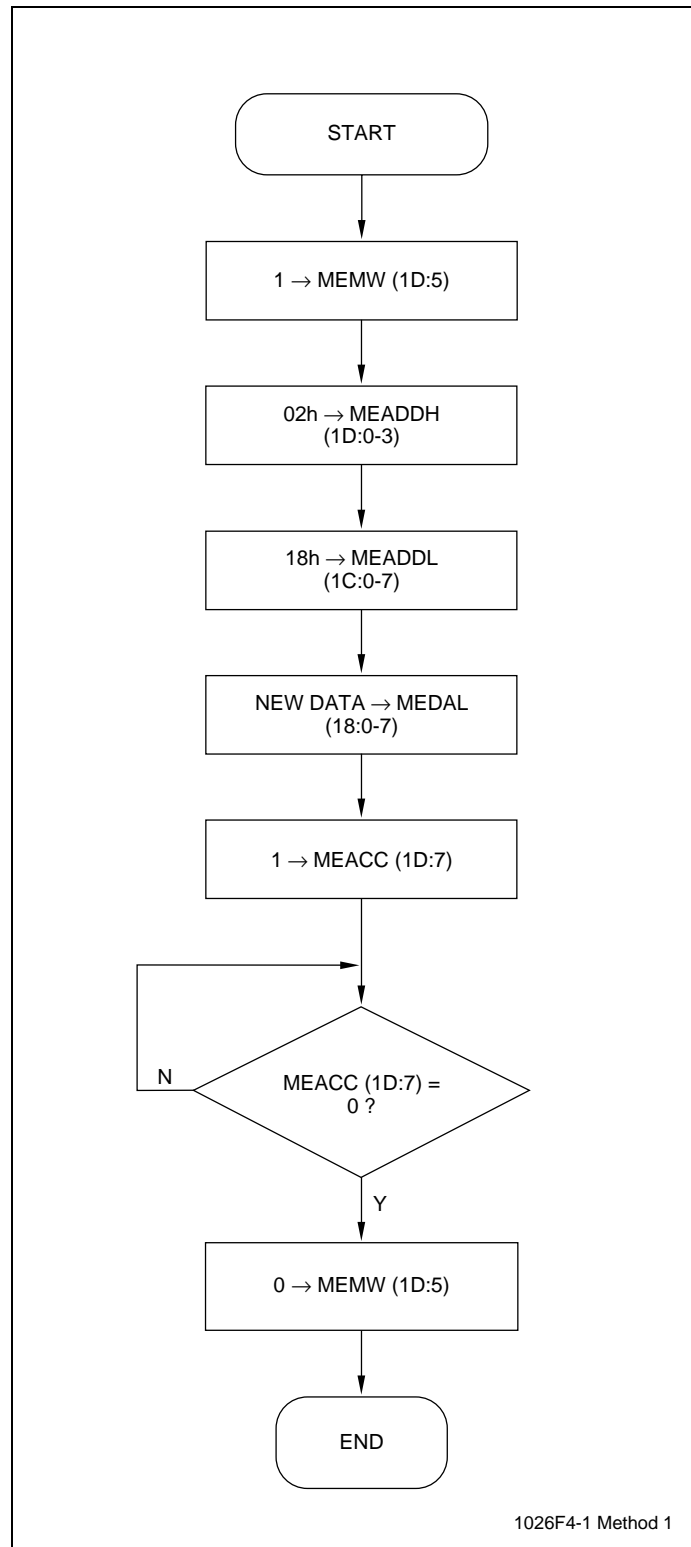 START
1 → MEMW (1D:5)
02h → MEADDH
(1D:0-3)
18h → MEADDL
(1C:0-7)
NEW DATA → MEDAL
(18:0-7)
1 → MEACC (1D:7)
N
MEACC (1D:7) =
0 ?
Y
0 → MEMW (1D:5)
END
1026F4-1 Method 1